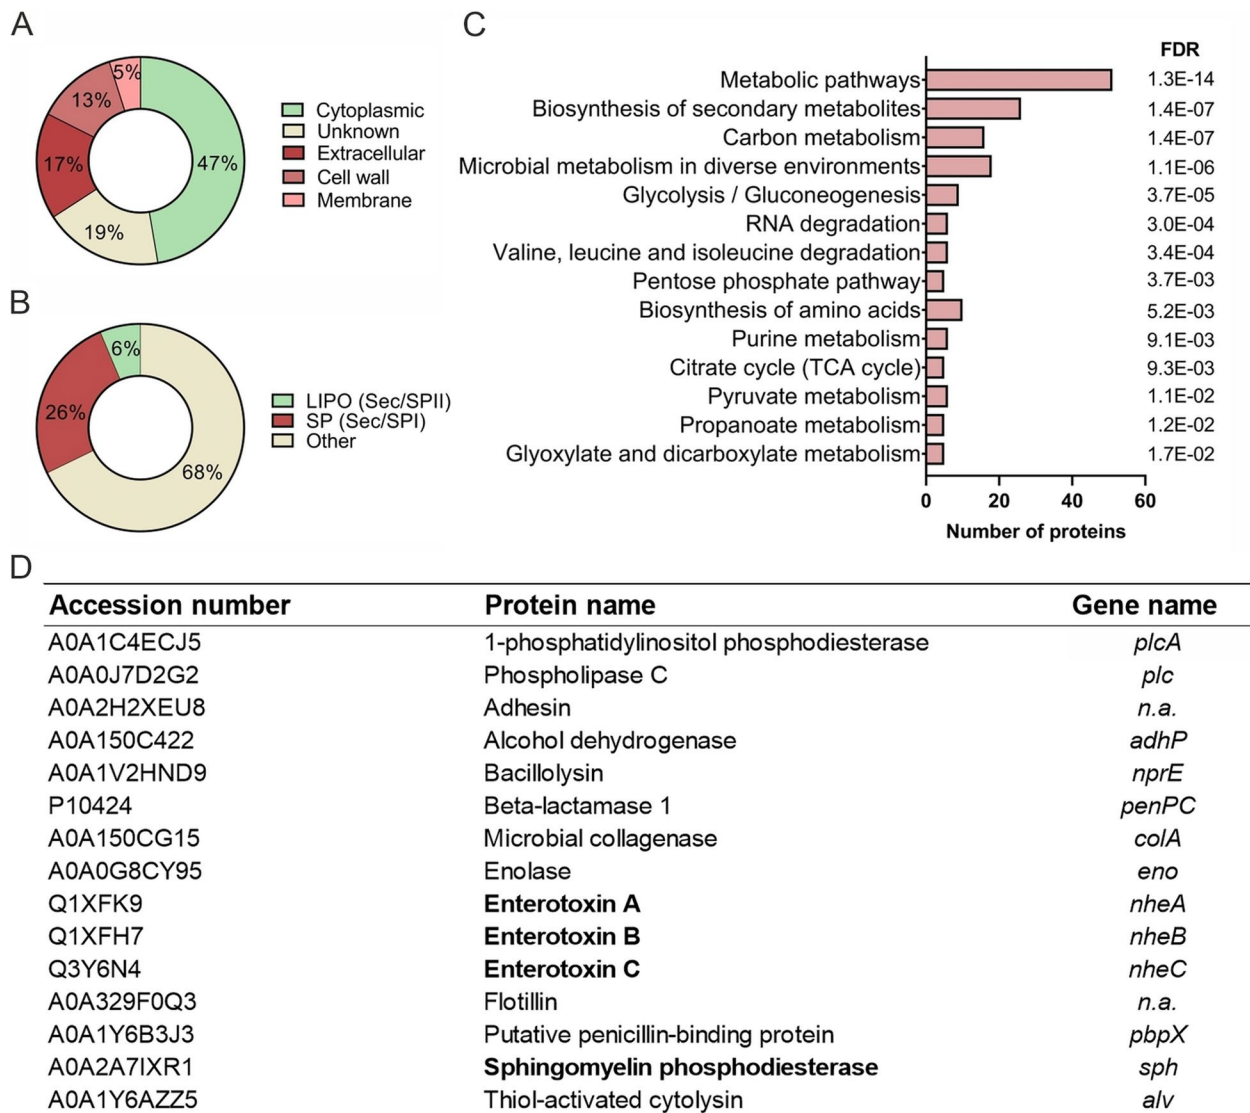 A
5%
13%
17%
47%
19%
Cytoplasmic
Unknown
Extracellular
Cell wall
Membrane
B
6%
26%
68%
LIPO (Sec/SPII)
SP (Sec/SPI)
Other
C
FDR
Metabolic pathways 1.3E-14
Biosynthesis of secondary metabolites 1.4E-07
Carbon metabolism 1.4E-07
Microbial metabolism in diverse environments 1.1E-06
Glycolysis / Gluconeogenesis 3.7E-05
RNA degradation 3.0E-04
Valine, leucine and isoleucine degradation 3.4E-04
Pentose phosphate pathway 3.7E-03
Biosynthesis of amino acids 5.2E-03
Purine metabolism 9.1E-03
Citrate cycle (TCA cycle) 9.3E-03
Pyruvate metabolism 1.1E-02
Propanoate metabolism 1.2E-02
Glyoxylate and dicarboxylate metabolism 1.7E-02
0 20 40 60
Number of proteins
D
Accession number Protein name Gene name
A0A1C4ECJ5 1-phosphatidylinositol phosphodiesterase plcA
A0A0J7D2G2 Phospholipase C plc
A0A2H2XEU8 Adhesin n.a.
A0A150C422 Alcohol dehydrogenase adhP
A0A1V2HND9 Bacillolysin nprE
P10424 Beta-lactamase 1 penPC
A0A150CG15 Microbial collagenase colA
A0A0G8CY95 Enolase eno
Q1XFK9 Enterotoxin A nheA
Q1XFH7 Enterotoxin B nheB
Q3Y6N4 Enterotoxin C nheC
A0A329F0Q3 Flotillin n.a.
A0A1Y6B3J3 Putative penicillin-binding protein pbpX
A0A2A7IXR1 Sphingomyelin phosphodiesterase sph
A0A1Y6AZZ5 Thiol-activated cytolysin alv